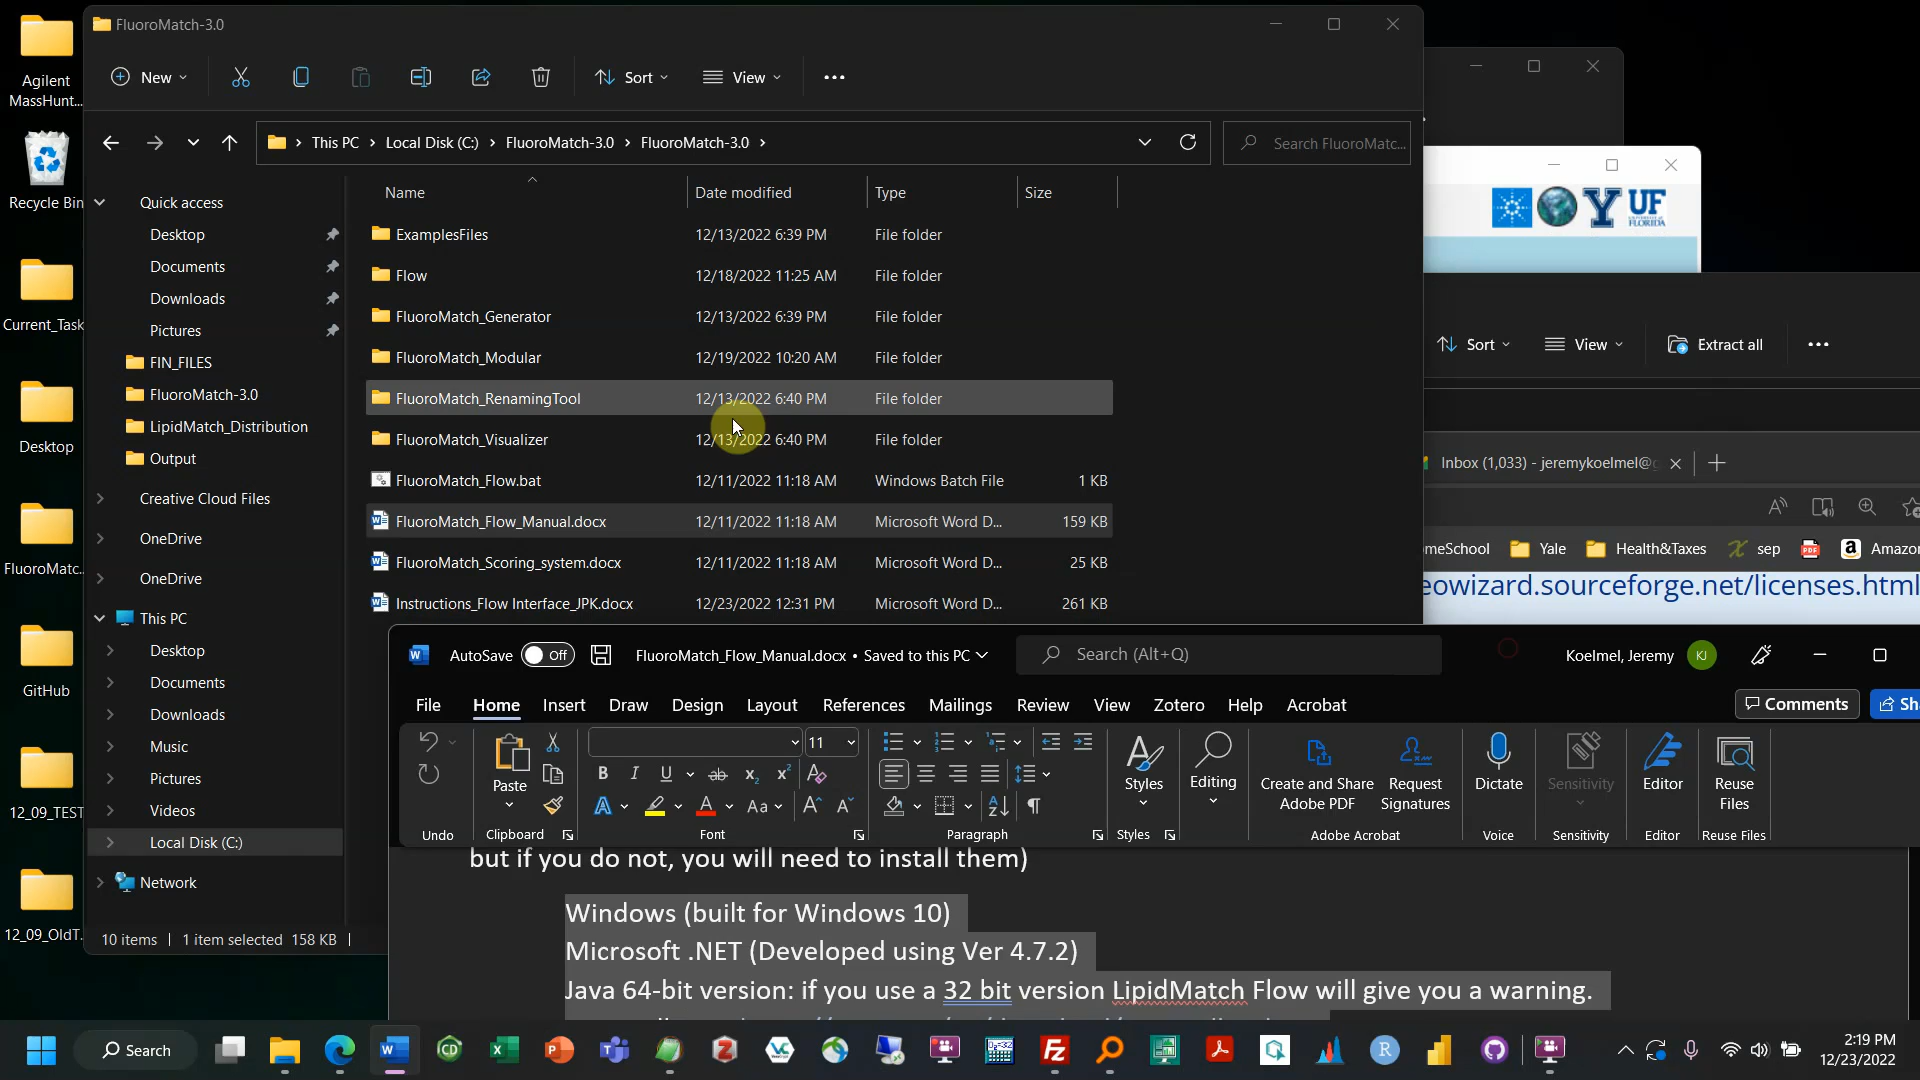 Agilent
MassHunt...
Recycle Bin
Current_Task
Desktop
FluoroMatc...
GitHub
12_09_TEST
12_09_OldT...
FluoroMatch-3.0
New
Sort
View
This PC > Local Disk (C:) > FluoroMatch-3.0 > FluoroMatch-3.0 >
Search FluoroMatc...
Quick access
Desktop
Documents
Downloads
Pictures
FIN_FILES
FluoroMatch-3.0
LipidMatch_Distribution
Output
Creative Cloud Files
OneDrive
OneDrive
This PC
Desktop
Documents
Downloads
Music
Pictures
Videos
Local Disk (C:)
Network
10 items 1 item selected 158 KB
Name Date modified Type Size
ExamplesFiles 12/13/2022 6:39 PM File folder
Flow 12/18/2022 11:25 AM File folder
FluoroMatch_Generator 12/13/2022 6:39 PM File folder
FluoroMatch_Modular 12/19/2022 10:20 AM File folder
FluoroMatch_RenamingTool 12/13/2022 6:40 PM File folder
FluoroMatch_Visualizer 12/13/2022 6:40 PM File folder
FluoroMatch_Flow.bat 12/11/2022 11:18 AM Windows Batch File 1 KB
FluoroMatch_Flow_Manual.docx 12/11/2022 11:18 AM Microsoft Word D... 159 KB
FluoroMatch_Scoring_system.docx 12/11/2022 11:18 AM Microsoft Word D... 25 KB
Instructions_Flow Interface_JPK.docx 12/23/2022 12:31 PM Microsoft Word D... 261 KB
UF
UNIVERSITY of
FLORIDA
Sort View Extract all
Inbox (1,033) - jeremykoelmel@g
meSchool Yale Health&Taxes sep Amazo
eowizard.sourceforge.net/licenses.html
AutoSave Off FluoroMatch_Flow_Manual.docx • Saved to this PC Search (Alt+Q) Koelmel, Jeremy KJ
File Home Insert Draw Design Layout References Mailings Review View Zotero Help Acrobat Comments Sh
11
Paste
Styles
Editing
Create and Share
Adobe PDF
Request
Signatures
Dictate
Sensitivity
Editor
Reuse
Files
Undo Clipboard Font Paragraph Styles Adobe Acrobat Voice Sensitivity Editor Reuse Files
but if you do not, you will need to install them)
Windows (built for Windows 10)
Microsoft .NET (Developed using Ver 4.7.2)
Java 64-bit version: if you use a 32 bit version LipidMatch Flow will give you a warning.
Search
2:19 PM
12/23/2022